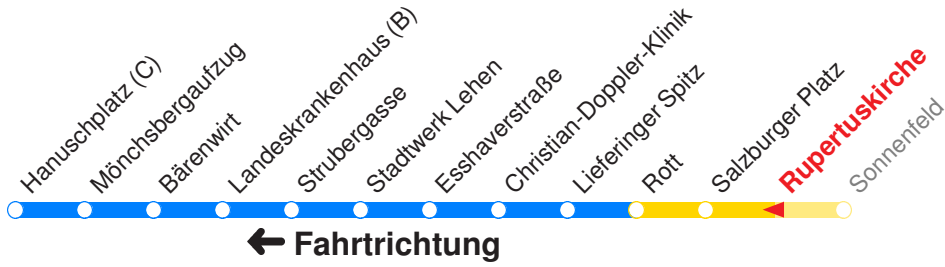 Hanuschplatz (C)
Mönchsbergaufzug
Bärenwirt
Landeskrankenhaus (B)
Strubergasse
Stadtwerk Lehen
Esshaverstraße
Christian-Doppler-Klinik
Lieferinger Spitz
Rott
Salzburger Platz
Rupertuskirche
Sonnenfeld
← Fahrtrichtung